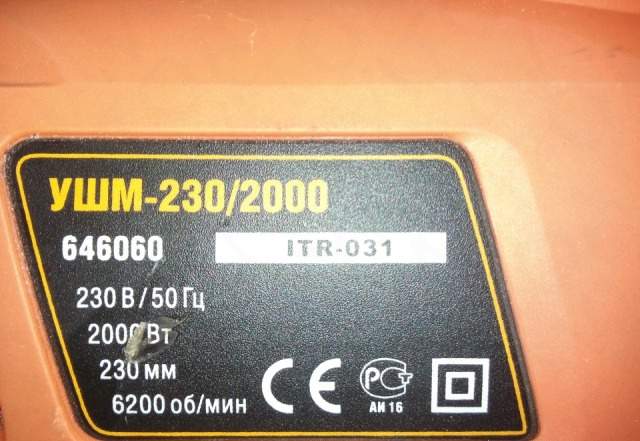 УШМ-230/2000
646060 ITR-031
230 В / 50 Гц
2000 Вт
230 мм
6200 об/мин
CE
РСТ
АИ 16